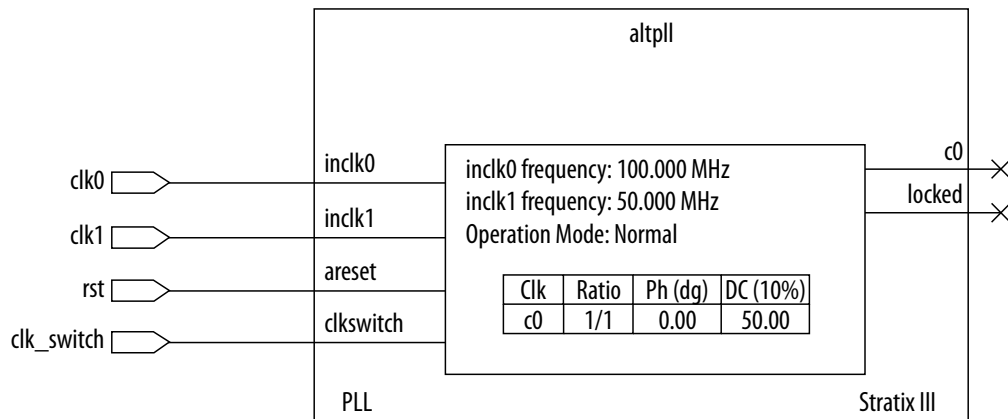 altpll
clk0
inclk0
clk1
inclk1
rst
areset
clk_switch
clkswitch
inclk0 frequency: 100.000 MHz
inclk1 frequency: 50.000 MHz
Operation Mode: Normal
Clk Ratio Ph (dg) DC (10%)
c0 1/1 0.00 50.00
c0
locked
PLL
Stratix III